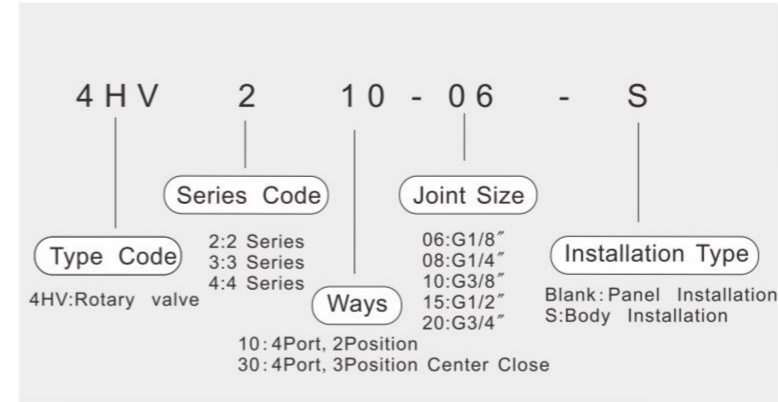 4HV 2 10-06 - S
Series Code
2:2 Series
3:3 Series
4:4 Series
Joint Size
06:G1/8″
08:G1/4″
10:G3/8″
15:G1/2″
20:G3/4″
Type Code
4HV:Rotary valve
Installation Type
Blank:Panel Installation
S:Body Installation
Ways
10:4Port, 2Position
30:4Port, 3Position Center Close